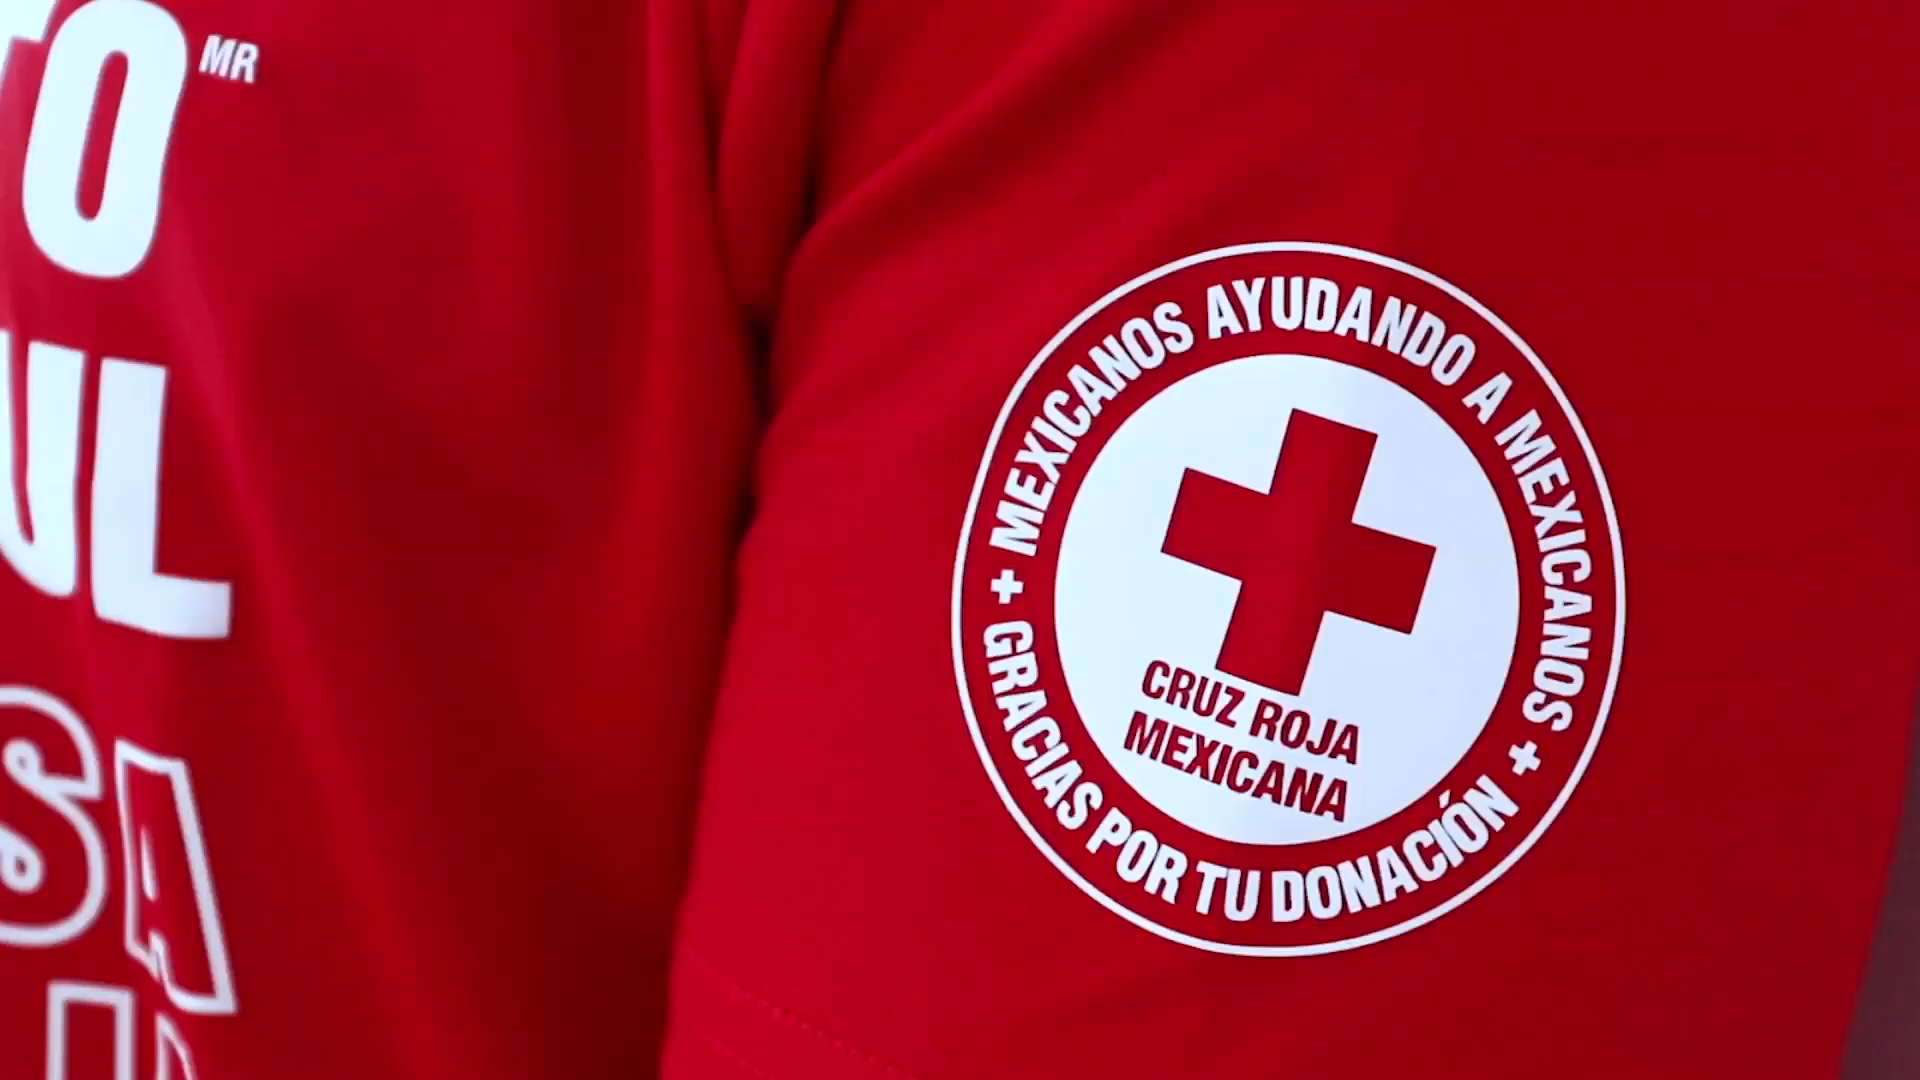 MR
MEXICANOS AYUDANDO A MEXICANOS
CRUZ ROJA
MEXICANA
GRACIAS POR TU DONACIÓN